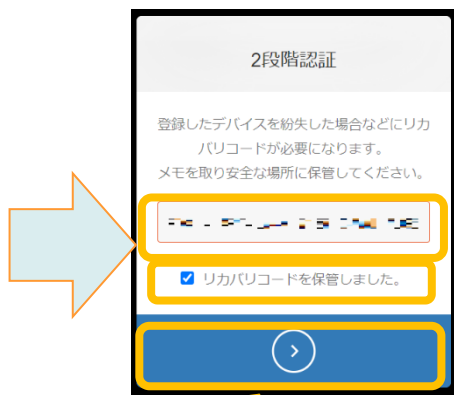 2段階認証
登録したデバイスを紛失した場合などにリカ
バリコードが必要になります。
メモを取り安全な場所に保管してください。
リカバリコードを保管しました。